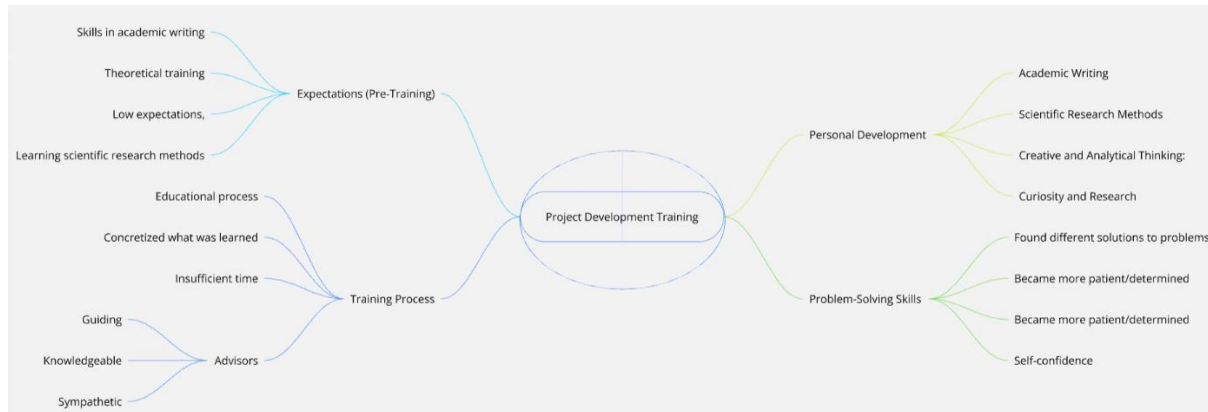 Skills in academic writing
Theoretical training
Expectations (Pre-Training)
Low expectations,
Learning scientific research methods
Educational process
Concretized what was learned
Insufficient time
Training Process
Guiding
Knowledgeable
Advisors
Sympathetic
Project Development Training
Academic Writing
Scientific Research Methods
Personal Development
Creative and Analytical Thinking:
Curiosity and Research
Found different solutions to problems
Became more patient/determined
Problem-Solving Skills
Became more patient/determined
Self-confidence